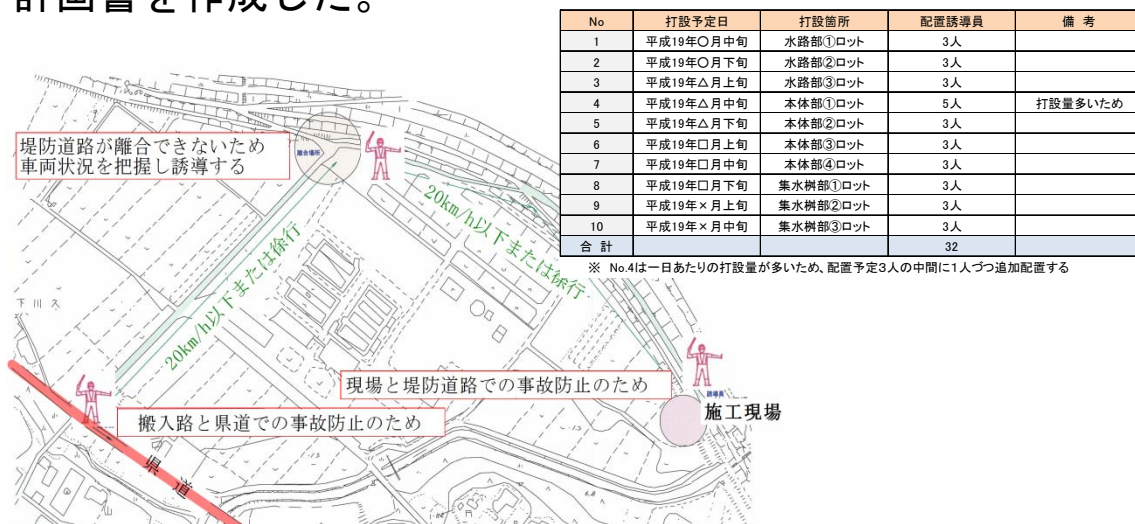 計画書を作成した。
No 打設予定日 打設箇所 配置誘導員 備 考
1 平成19年〇月中旬 水路部①ロット 3人
2 平成19年〇月下旬 水路部②ロット 3人
3 平成19年△月上旬 水路部③ロット 3人
4 平成19年△月中旬 本体部①ロット 5人 打設量多いため
5 平成19年△月下旬 本体部②ロット 3人
6 平成19年□月上旬 本体部③ロット 3人
7 平成19年□月中旬 本体部④ロット 3人
8 平成19年□月下旬 集水桝部①ロット 3人
9 平成19年×月上旬 集水桝部②ロット 3人
10 平成19年×月中旬 集水桝部③ロット 3人
合 計 32
※ No.4は一日あたりの打設量が多いため、配置予定3人の中間に1人づつ追加配置する
堤防道路が離合できないため
車両状況を把握し誘導する
離合場所
20km/h以下または徐行
20km/h以下または徐行
下川久
現場と堤防道路での事故防止のため
誘導員
施工現場
搬入路と県道での事故防止のため
県道